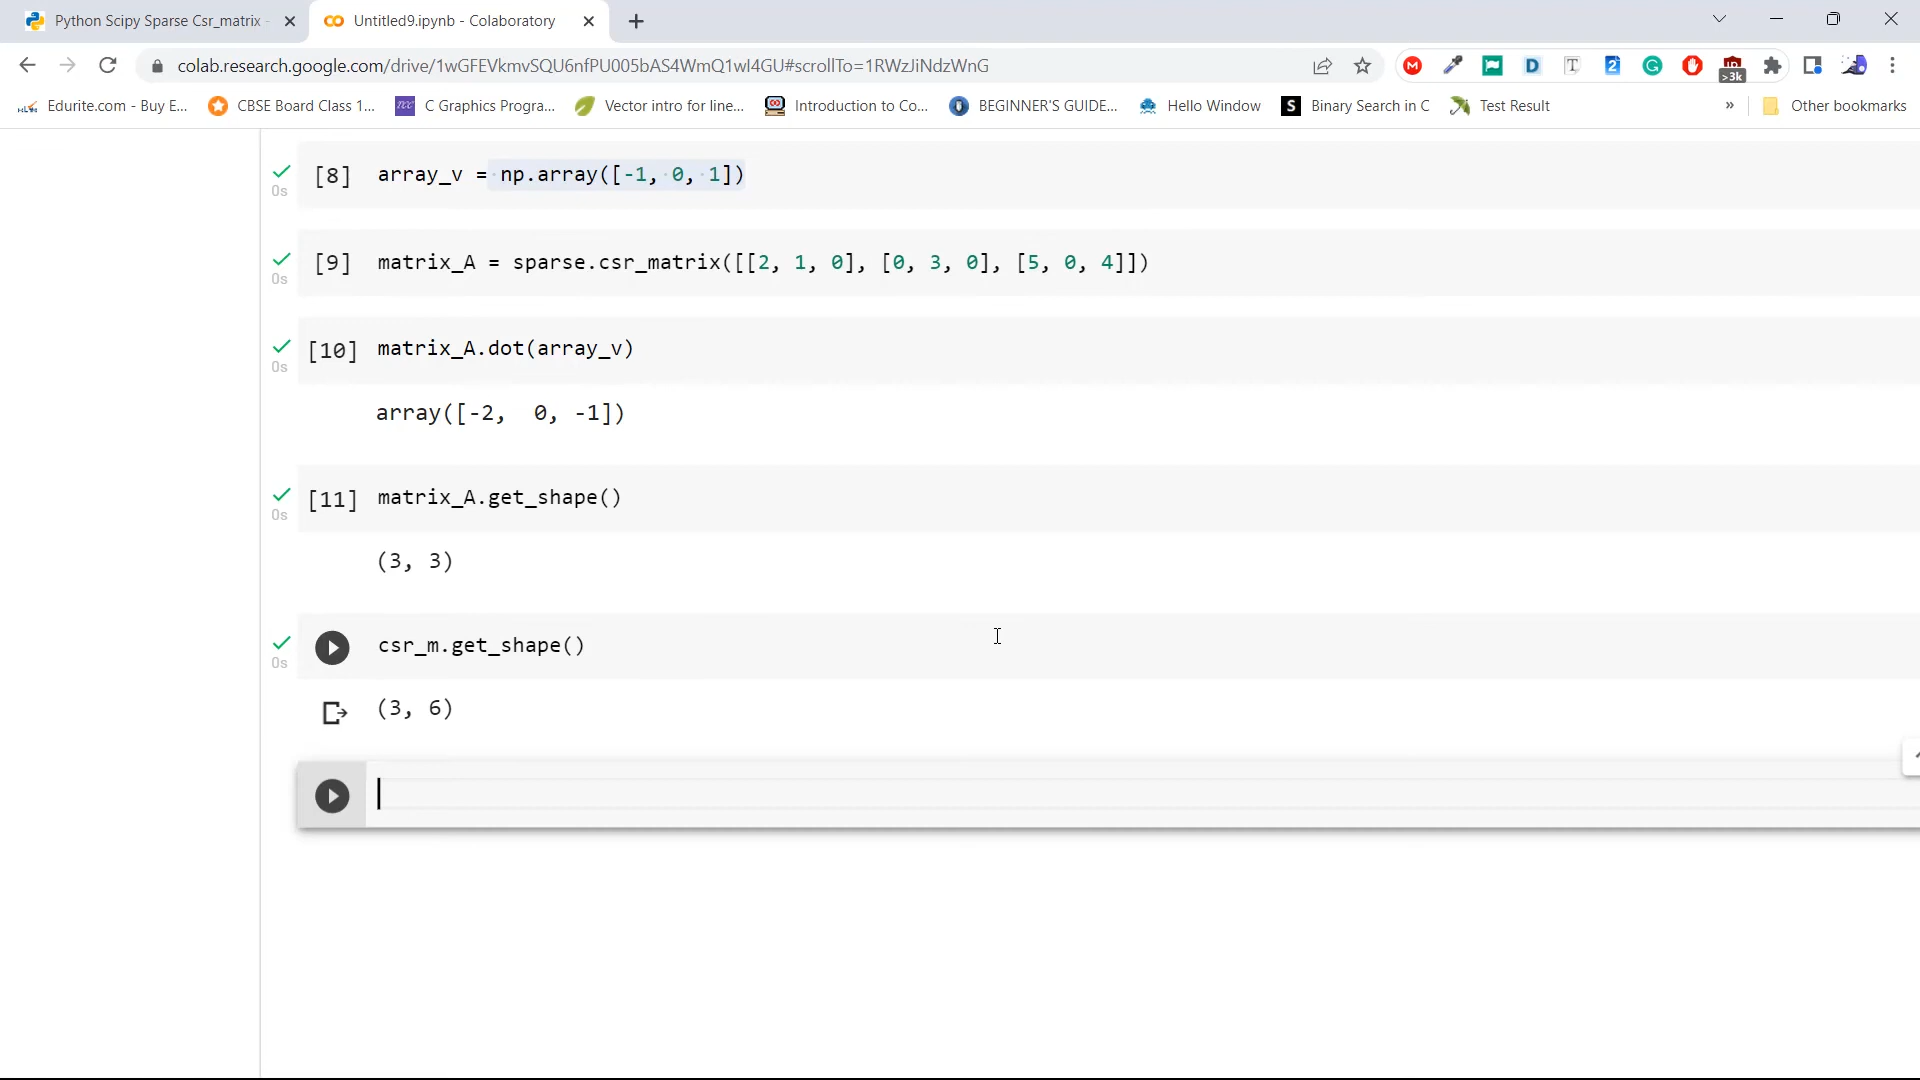 Python Scipy Sparse Csr_matrix -
Untitled9.ipynb - Colaboratory
colab.research.google.com/drive/1wGFEVkmvSQU6nfPU005bAS4WmQ1wI4GU#scrollTo=1RWzJiNdzWnG
>3k
Edurite.com - Buy E...
CBSE Board Class 1...
C Graphics Progra...
Vector intro for line...
Introduction to Co...
BEGINNER'S GUIDE...
Hello Window
Binary Search in C
Test Result
»
Other bookmarks
0s
[8] array_v = np.array([-1, 0, 1])
0s
[9] matrix_A = sparse.csr_matrix([[2, 1, 0], [0, 3, 0], [5, 0, 4]])
0s
[10] matrix_A.dot(array_v)
array([-2,  0, -1])
0s
[11] matrix_A.get_shape()
(3, 3)
0s
csr_m.get_shape()
(3, 6)